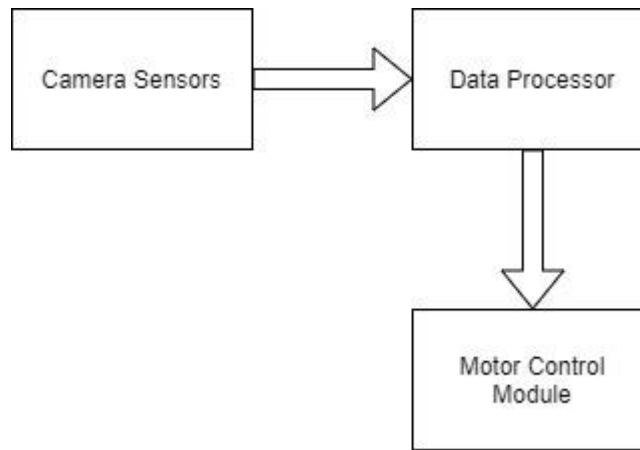 Camera Sensors
Data Processor
Motor Control
Module